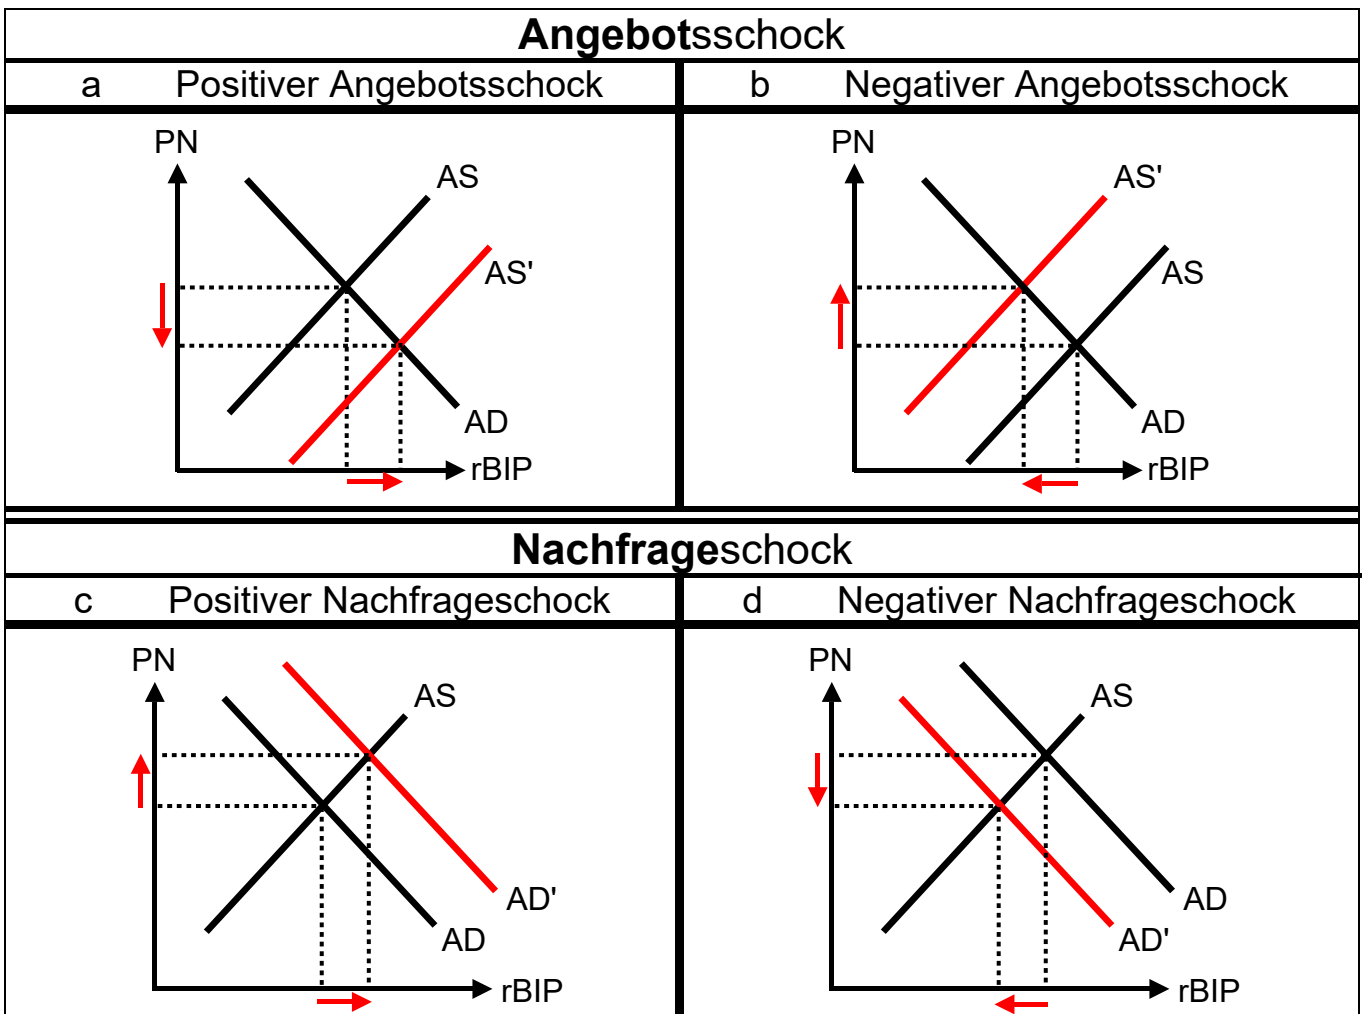 Angebotsschock
a Positiver Angebotsschock
b Negativer Angebotsschock
PN
AS
AS'
AD
rBIP
PN
AS'
AS
AD
rBIP
Nachfrageschock
c Positiver Nachfrageschock
d Negativer Nachfrageschock
PN
AS
AD'
AD
rBIP
PN
AS
AD
AD'
rBIP